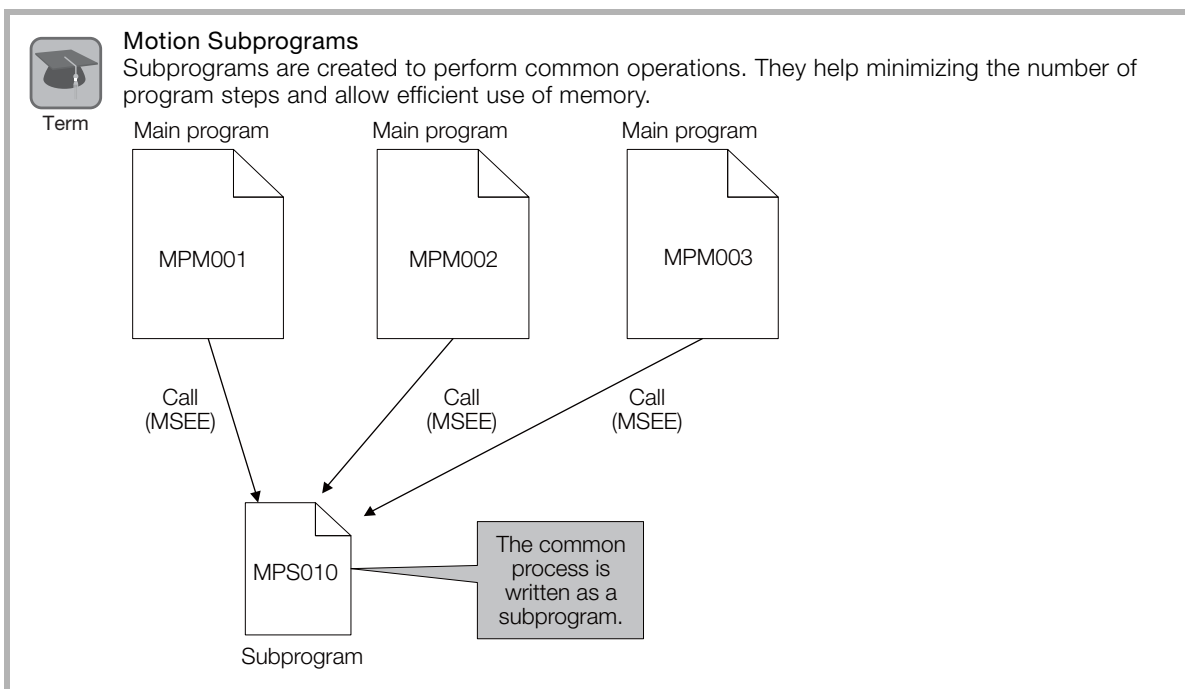 Motion Subprograms
Subprograms are created to perform common operations. They help minimizing the number of
program steps and allow efficient use of memory.
Term
Main program
Main program
Main program
MPM001
MPM002
MPM003
Call
(MSEE)
Call
(MSEE)
Call
(MSEE)
MPS010
The common
process is
written as a
subprogram.
Subprogram